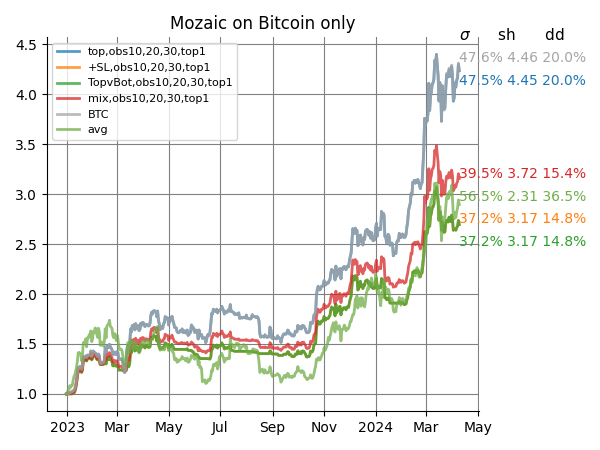 Mozaic on Bitcoin only
σ sh dd
4.5
4.0
3.5
3.0
2.5
2.0
1.5
1.0
top,obs10,20,30,top1
+SL,obs10,20,30,top1
TopvBot,obs10,20,30,top1
mix,obs10,20,30,top1
BTC
avg
47.6% 4.46 20.0%
47.5% 4.45 20.0%
39.5% 3.72 15.4%
56.5% 2.31 36.5%
37.2% 3.17 14.8%
37.2% 3.17 14.8%
2023 Mar May Jul Sep Nov 2024 Mar May